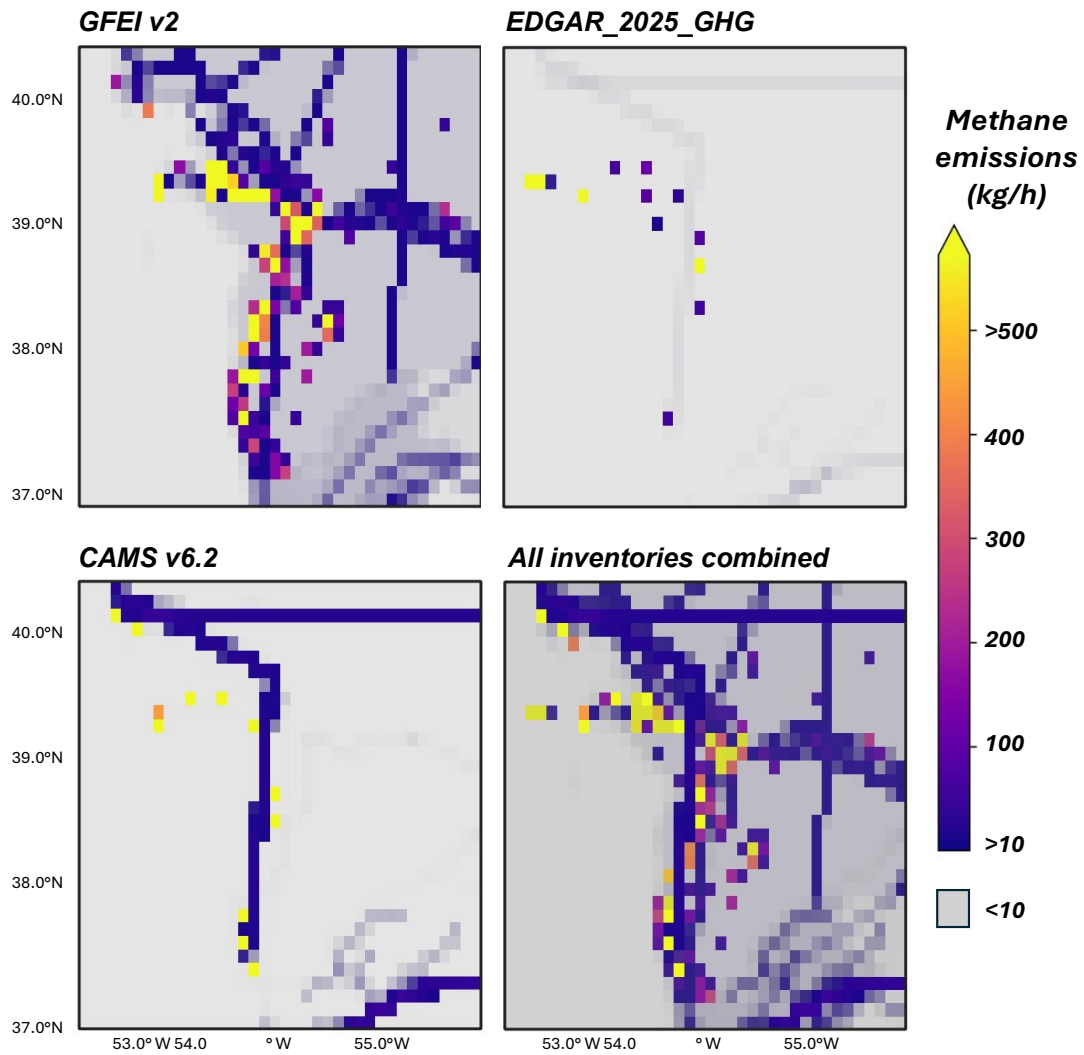 GFEI v2
EDGAR_2025_GHG
40.0°N
39.0°N
38.0°N
37.0°N
Methane
emissions
(kg/h)
>500
400
300
200
100
>10
<10
CAMS v6.2
All inventories combined
40.0°N
39.0°N
38.0°N
37.0°N
53.0° W 54.0 ° W 55.0°W
53.0° W 54.0 ° W 55.0°W